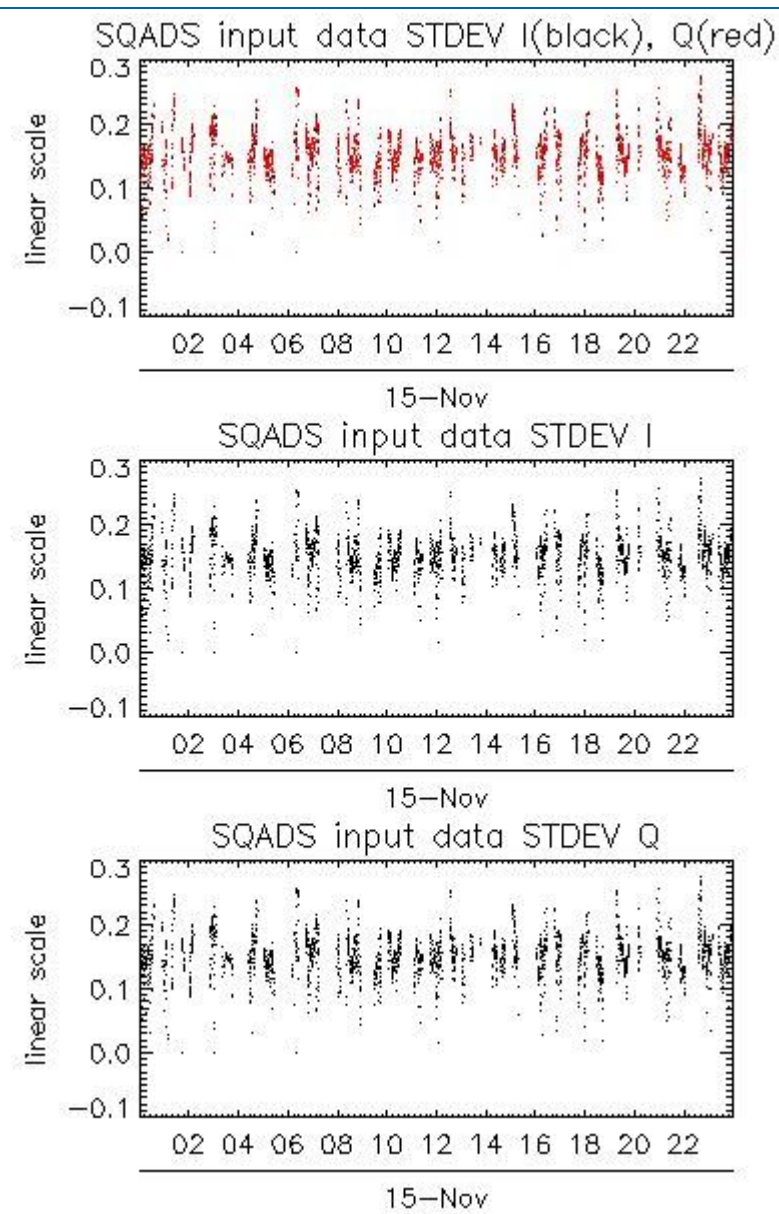 SQADS input data STDEV I(black), Q(red)
0.3
0.2
0.1
0.0
−0.1
linear scale
02 04 06 08 10 12 14 16 18 20 22
15−Nov
SQADS input data STDEV I
0.3
0.2
0.1
0.0
−0.1
linear scale
02 04 06 08 10 12 14 16 18 20 22
15−Nov
SQADS input data STDEV Q
0.3
0.2
0.1
0.0
−0.1
linear scale
02 04 06 08 10 12 14 16 18 20 22
15−Nov